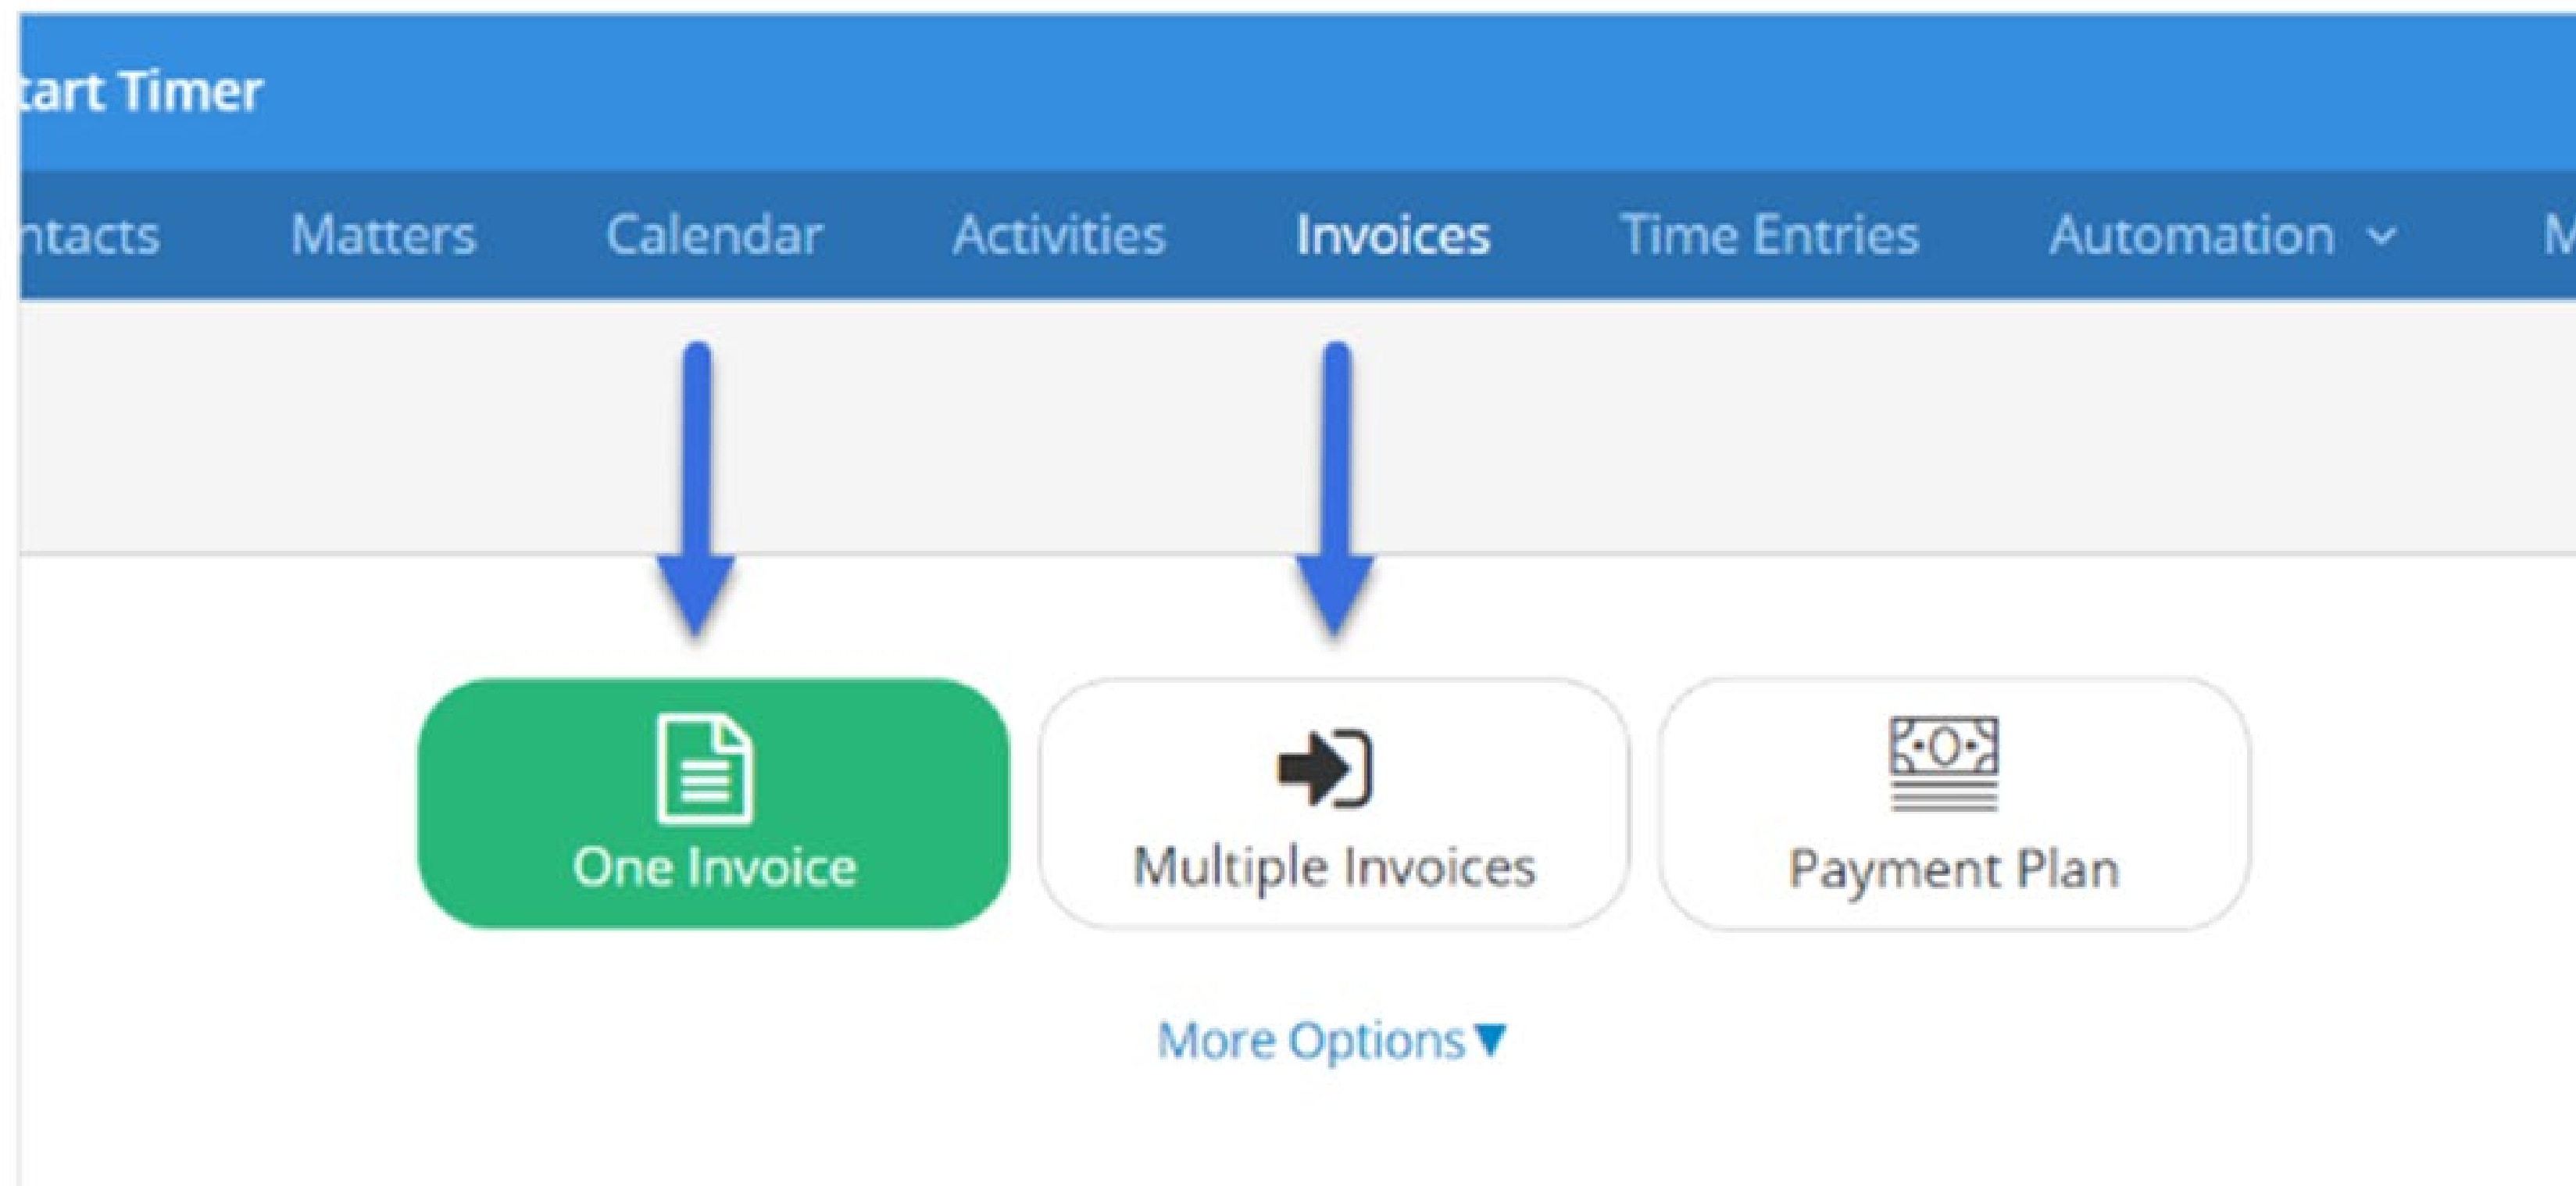 tart Timer
ntacts Matters Calendar Activities Invoices Time Entries Automation M
One Invoice Multiple Invoices Payment Plan
More Options